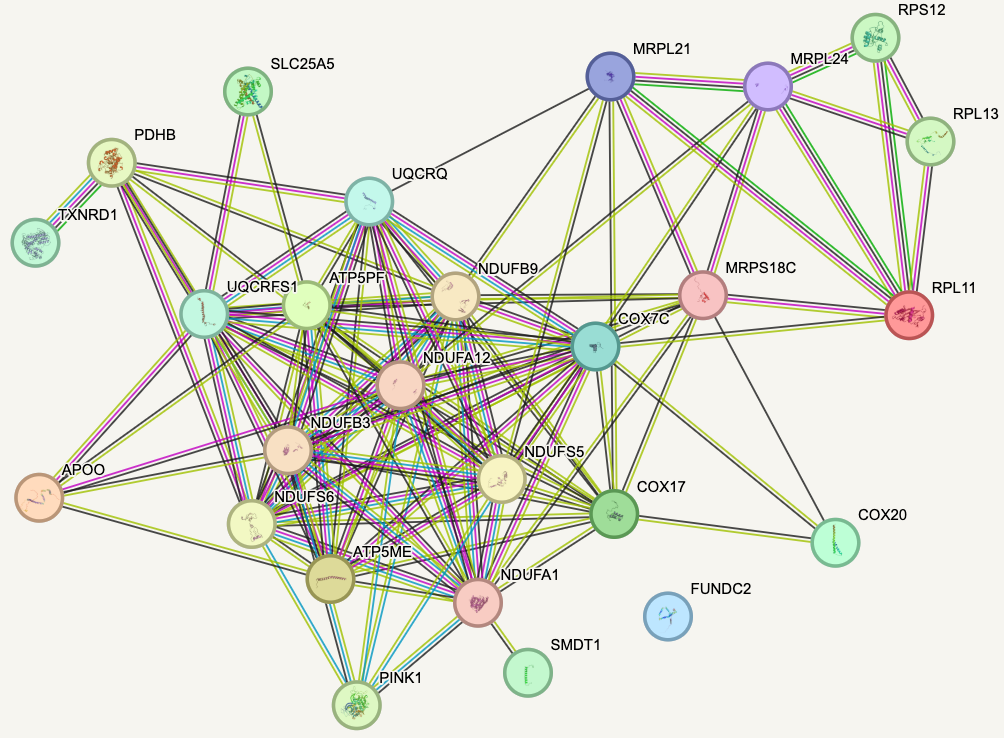 RPS12
MRPL21
MRPL24
SLC25A5
RPL13
PDHB
UQCRQ
TXNRD1
MRPS18C
NDUFB9
ATP5PF
UQCRFS1
RPL11
COX7C
NDUFA12
NDUFB3
NDUFS5
APOO
COX17
NDUFS6
COX20
ATP5ME
NDUFA1
FUNDC2
SMDT1
PINK1